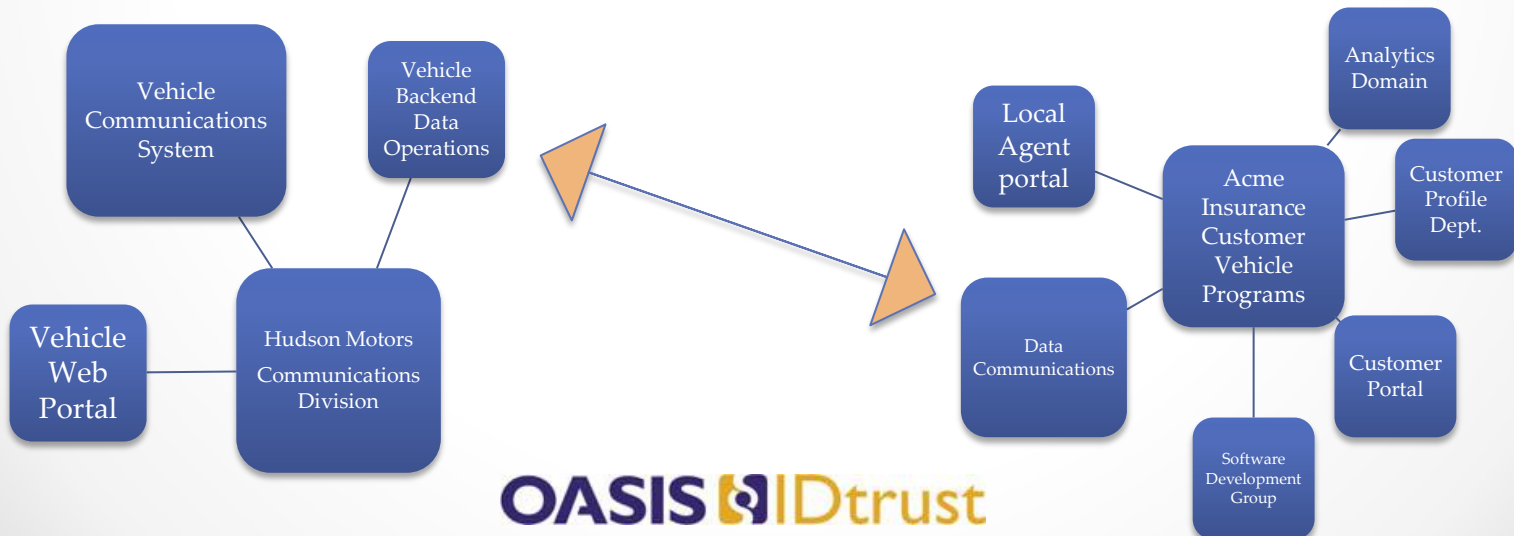 Vehicle
Communications
System
Vehicle
Backend
Data
Operations
Vehicle
Web
Portal
Hudson Motors
Communications
Division
Local
Agent
portal
Analytics
Domain
Acme
Insurance
Customer
Vehicle
Programs
Customer
Profile
Dept.
Data
Communications
Customer
Portal
Software
Development
Group
OASIS IDtrust